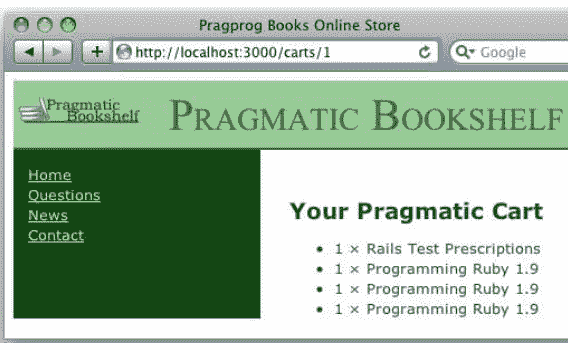 Pragprog Books Online Store
http://localhost:3000/carts/1
Google
Pragmatic
Bookshelf
PRAGMATIC BOOKSHELF
Home
Questions
News
Contact
Your Pragmatic Cart
• 1 × Rails Test Prescriptions
• 1 × Programming Ruby 1.9
• 1 × Programming Ruby 1.9
• 1 × Programming Ruby 1.9